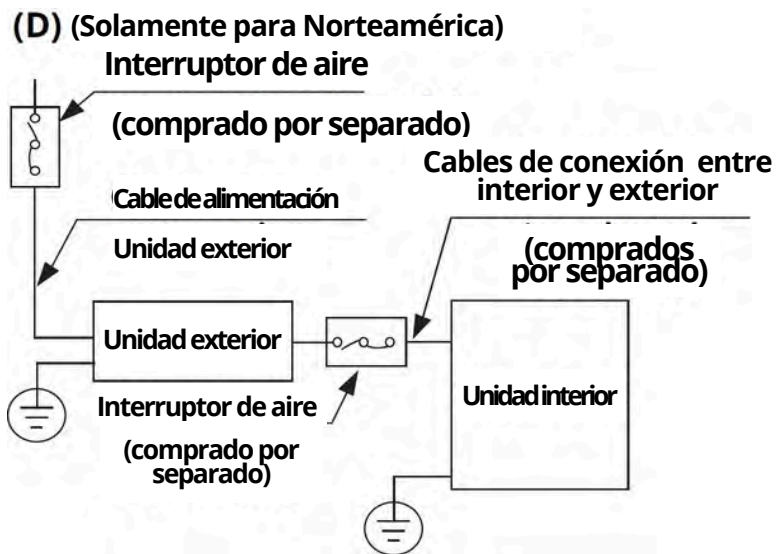 (D) (Solamente para Norteamérica)
Interruptor de aire
(comprado por separado)
Cables de conexión entre
interior y exterior
(comprados
por separado)
Cable de alimentación
Unidad exterior
Unidad exterior
Interruptor de aire
(comprado por
separado)
Unidad interior